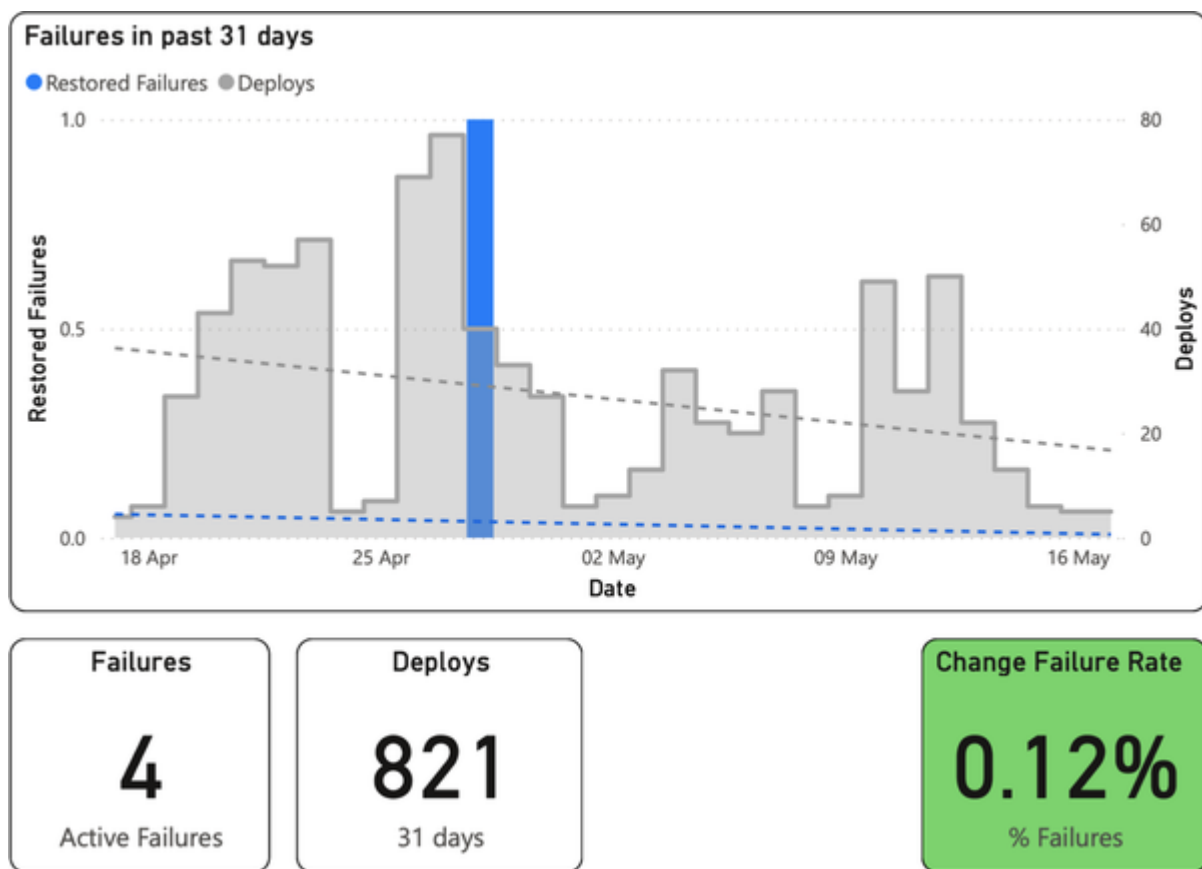 Failures in past 31 days
Restored Failures Deploys
1.0 80
60
0.5 40
20
0.0 0
Restored Failures
Deploys
18 Apr 25 Apr 02 May 09 May 16 May
Date
Failures
4
Active Failures
Deploys
821
31 days
Change Failure Rate
0.12%
% Failures